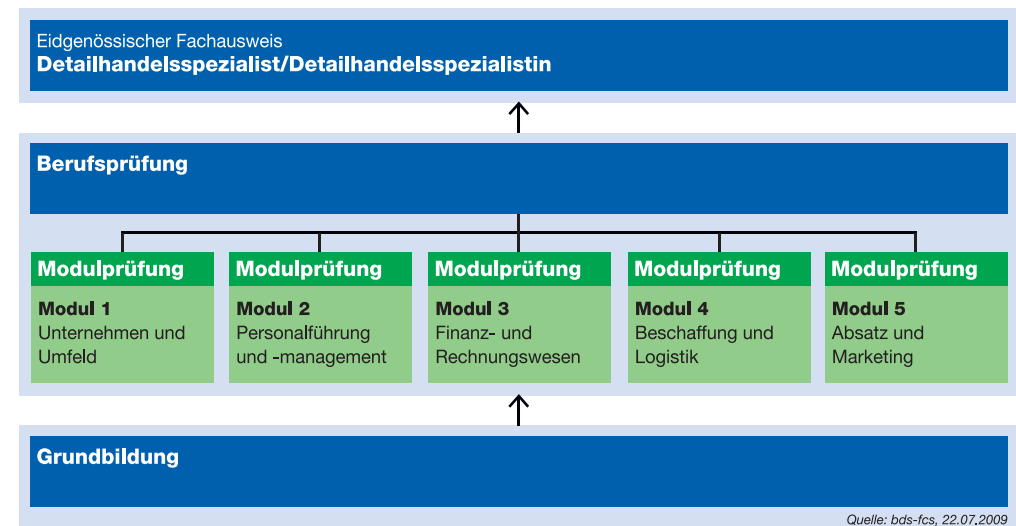 Eidgenössischer Fachausweis
Detailhandelsspezialist/Detailhandelsspezialistin
Berufsprüfung
Modulprüfung
Modul 1
Unternehmen und
Umfeld
Modulprüfung
Modul 2
Personalführung
und -management
Modulprüfung
Modul 3
Finanz- und
Rechnungswesen
Modulprüfung
Modul 4
Beschaffung und
Logistik
Modulprüfung
Modul 5
Absatz und
Marketing
Grundbildung
Quelle: bds-fcs, 22.07.2009